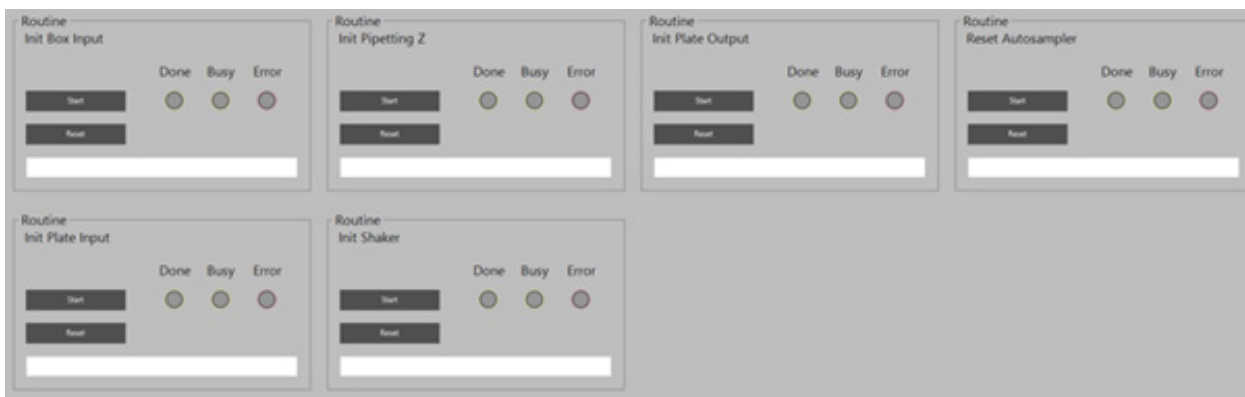 Routine
Init Box Input
Done Busy Error
Start
Reset
Routine
Init Pipetting Z
Done Busy Error
Start
Reset
Routine
Init Plate Output
Done Busy Error
Start
Reset
Routine
Reset Autosampler
Done Busy Error
Start
Reset
Routine
Init Plate Input
Done Busy Error
Start
Reset
Routine
Init Shaker
Done Busy Error
Start
Reset